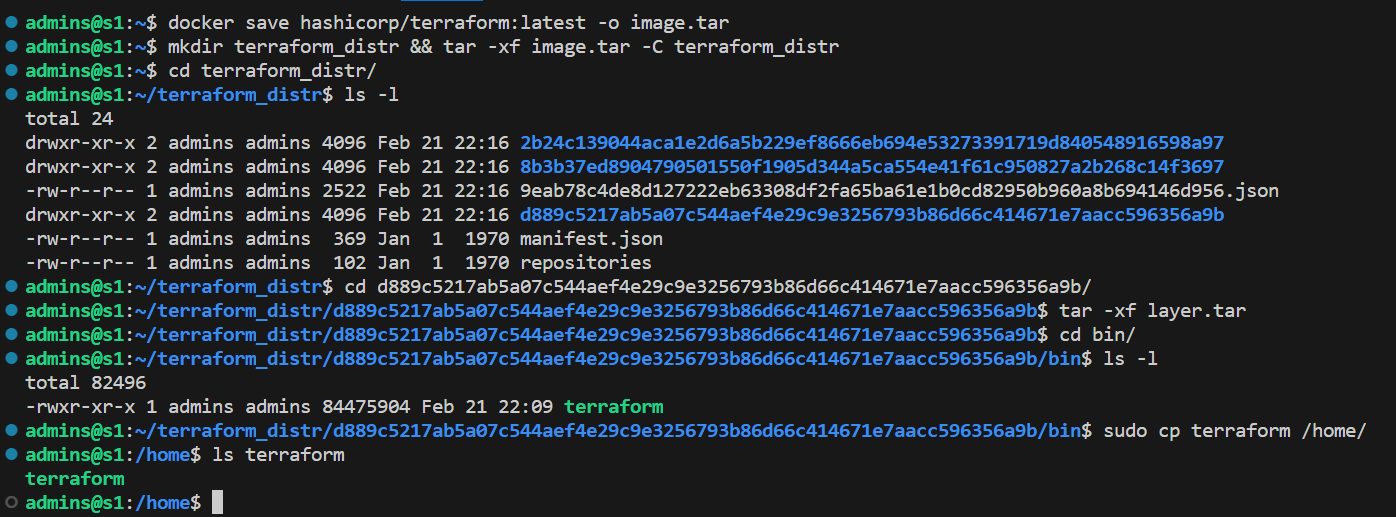 admins@s1:~$ docker save hashicorp/terraform:latest -o image.tar
admins@s1:~$ mkdir terraform_distr && tar -xf image.tar -C terraform_distr
admins@s1:~$ cd terraform_distr/
admins@s1:~/terraform_distr$ ls -l
total 24
drwxr-xr-x 2 admins admins 4096 Feb 21 22:16 2b24c139044aca1e2d6a5b229ef8666eb694e53273391719d840548916598a97
drwxr-xr-x 2 admins admins 4096 Feb 21 22:16 8b3b37ed8904790501550f1905d344a5ca554e41f61c950827a2b268c14f3697
-rw-r--r-- 1 admins admins 2522 Feb 21 22:16 9eab78c4de8d127222eb63308df2fa65ba61e1b0cd82950b960a8b694146d956.json
drwxr-xr-x 2 admins admins 4096 Feb 21 22:16 d889c5217ab5a07c544aef4e29c9e3256793b86d66c414671e7aacc596356a9b
-rw-r--r-- 1 admins admins  369 Jan  1  1970 manifest.json
-rw-r--r-- 1 admins admins  102 Jan  1  1970 repositories
admins@s1:~/terraform_distr$ cd d889c5217ab5a07c544aef4e29c9e3256793b86d66c414671e7aacc596356a9b/
admins@s1:~/terraform_distr/d889c5217ab5a07c544aef4e29c9e3256793b86d66c414671e7aacc596356a9b$ tar -xf layer.tar
admins@s1:~/terraform_distr/d889c5217ab5a07c544aef4e29c9e3256793b86d66c414671e7aacc596356a9b$ cd bin/
admins@s1:~/terraform_distr/d889c5217ab5a07c544aef4e29c9e3256793b86d66c414671e7aacc596356a9b/bin$ ls -l
total 82496
-rwxr-xr-x 1 admins admins 84475904 Feb 21 22:09 terraform
admins@s1:~/terraform_distr/d889c5217ab5a07c544aef4e29c9e3256793b86d66c414671e7aacc596356a9b/bin$ sudo cp terraform /home/
admins@s1:/home$ ls terraform
terraform
admins@s1:/home$